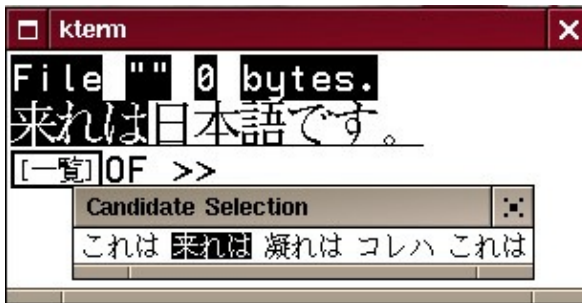 kterm
File "" 0 bytes.
来れは日本語です。
[一覧]OF >>
Candidate Selection
これは 来れは 凝れは コレハ これは